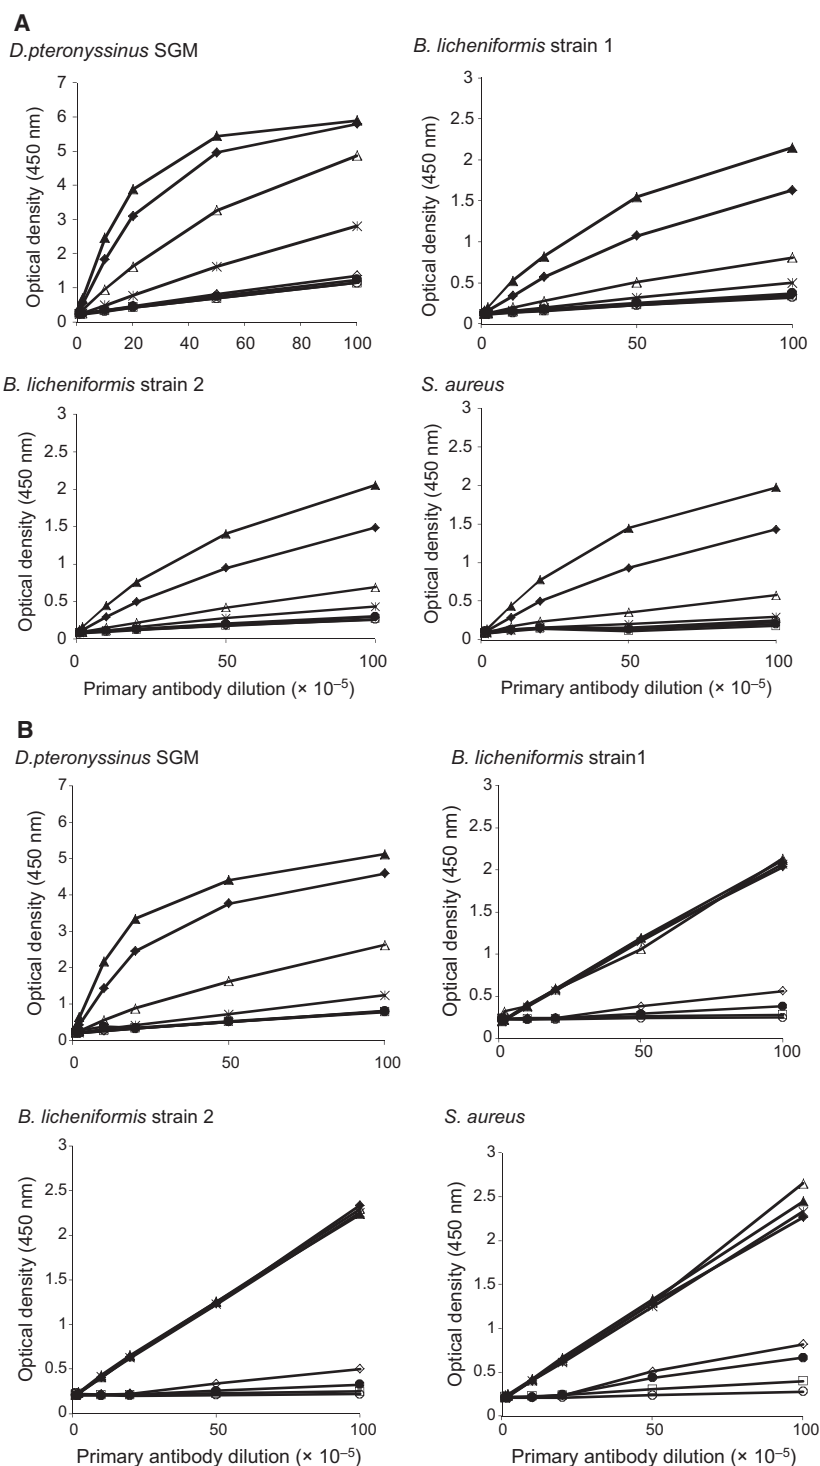 A
D.pteronyssinus SGM
Optical density (450 nm)
7
6
5
4
3
2
1
0
0 20 40 60 80 100
B. licheniformis strain 1
Optical density (450 nm)
3
2.5
2
1.5
1
0.5
0
0 50 100
B. licheniformis strain 2
Optical density (450 nm)
3
2.5
2
1.5
1
0.5
0
0 50 100
Primary antibody dilution (× 10–5)
S. aureus
Optical density (450 nm)
3
2.5
2
1.5
1
0.5
0
0 50 100
Primary antibody dilution (× 10–5)
B
D.pteronyssinus SGM
Optical density (450 nm)
7
6
5
4
3
2
1
0
0 50 100
B. licheniformis strain1
Optical density (450 nm)
3
2.5
2
1.5
1
0.5
0
0 50 100
B. licheniformis strain 2
Optical density (450 nm)
3
2.5
2
1.5
1
0.5
0
0 50 100
Primary antibody dilution (× 10–5)
S. aureus
Optical density (450 nm)
3
2.5
2
1.5
1
0.5
0
0 50 100
Primary antibody dilution (× 10–5)